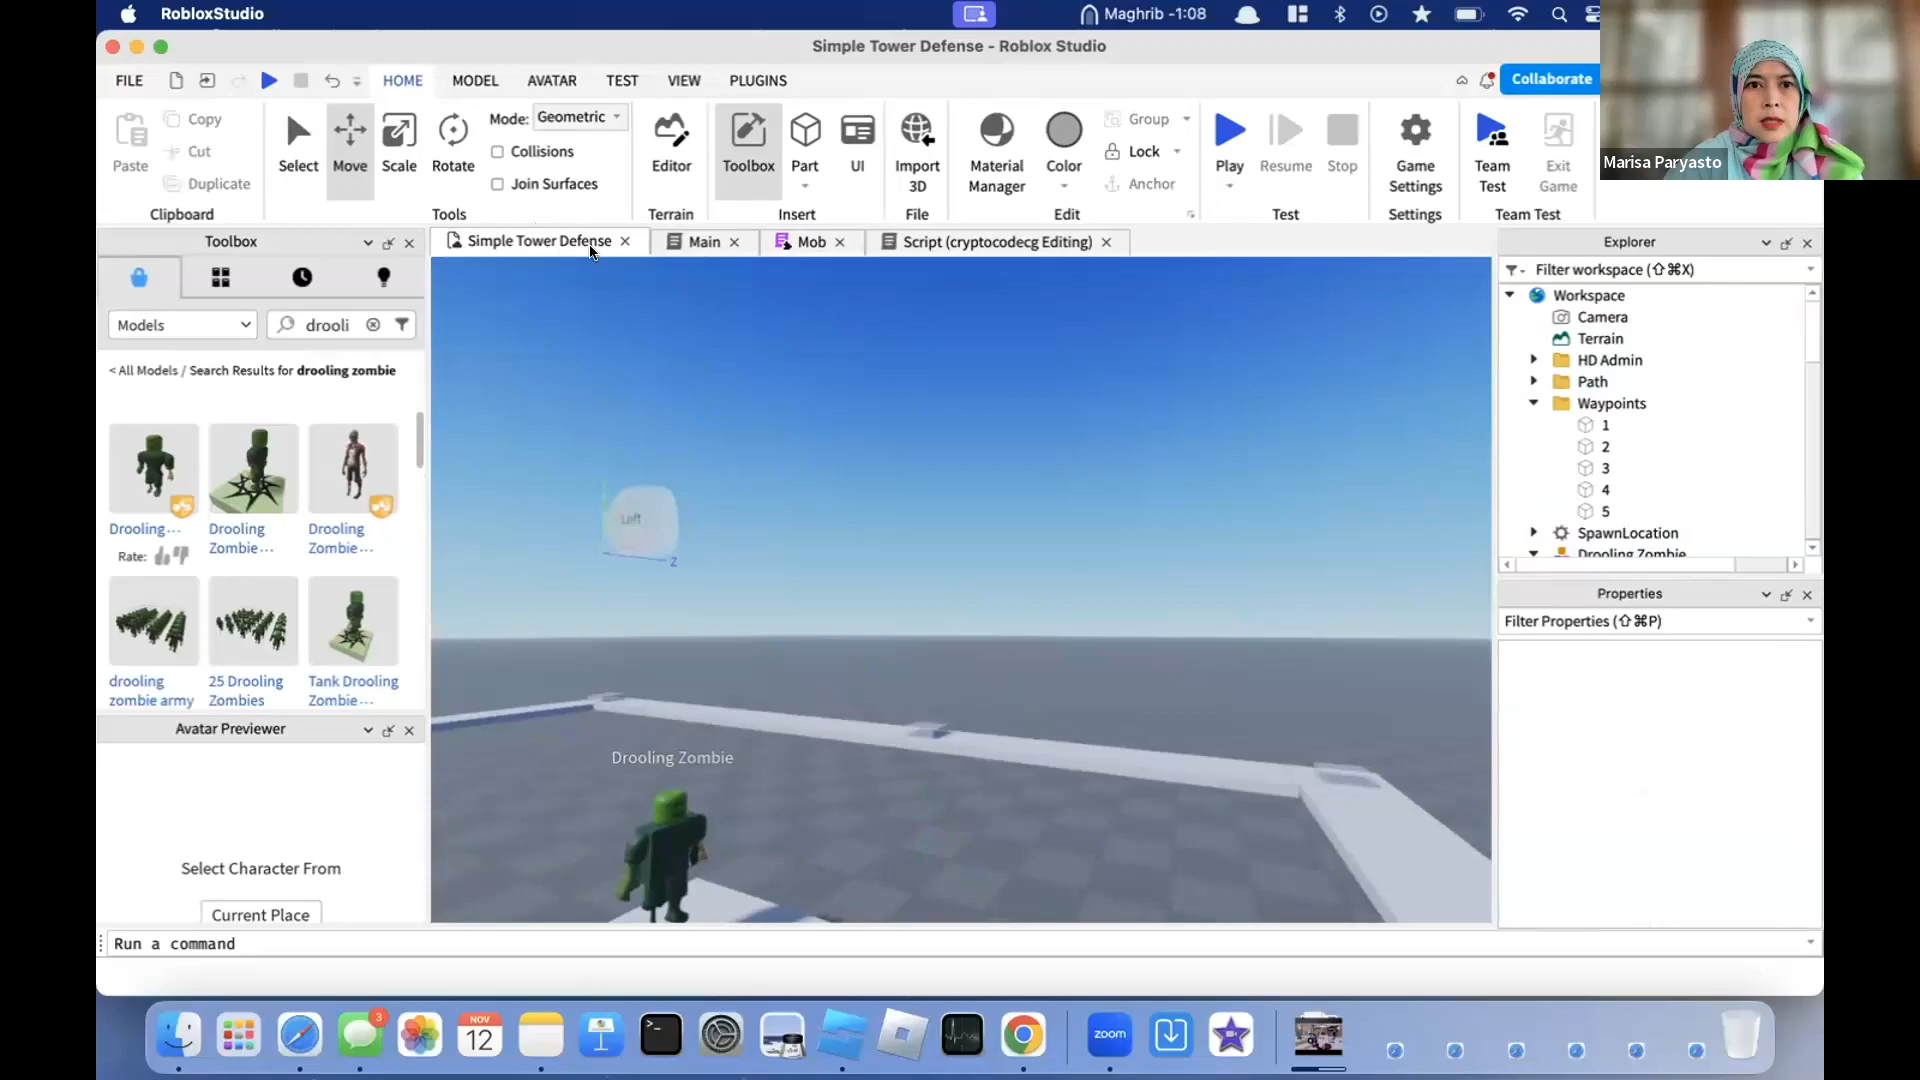 RobloxStudio
Maghrib -1:08
Simple Tower Defense - Roblox Studio
FILE
HOME
MODEL
AVATAR
TEST
VIEW
PLUGINS
Collaborate
Paste
Copy
Cut
Duplicate
Clipboard
Select
Move
Scale
Rotate
Mode: Geometric
Collisions
Join Surfaces
Tools
Editor
Terrain
Toolbox
Part
UI
Insert
Import
3D
File
Material
Manager
Color
Group
Lock
Anchor
Edit
Play
Resume
Stop
Test
Game
Settings
Settings
Team
Test
Exit
Game
Team Test
Marisa Paryasto
Toolbox
Simple Tower Defense
Main
Mob
Script (cryptocodecg Editing)
Explorer
Models
drooli
< All Models / Search Results for drooling zombie
Drooling...
Rate:
Drooling
Zombie...
Drooling
Zombie...
drooling
zombie army
25 Drooling
Zombies
Tank Drooling
Zombie...
Avatar Previewer
Select Character From
Current Place
Left
Z
Drooling Zombie
Filter workspace (⇧⌘X)
Workspace
Camera
Terrain
HD Admin
Path
Waypoints
1
2
3
4
5
SpawnLocation
Drooling Zombie
Properties
Filter Properties (⇧⌘P)
Run a command
3
NOV
12
zoom